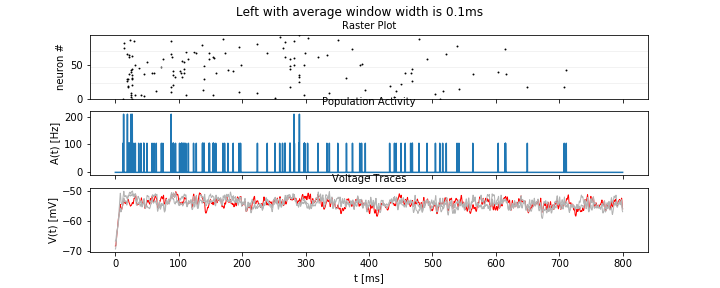 Left with average window width is 0.1ms
Raster Plot
neuron #
50
0
Population Activity
A(t) [Hz]
200
100
0
Voltage Traces
V(t) [mV]
−50
−60
−70
0 100 200 300 400 500 600 700 800
t [ms]